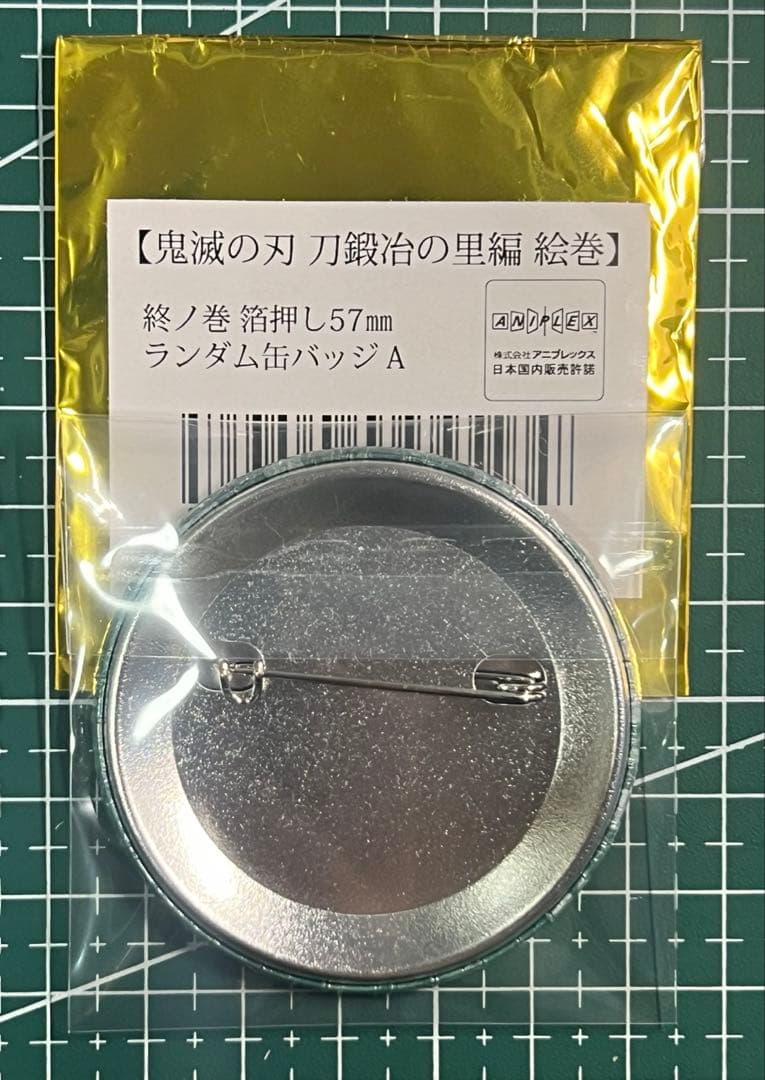 【鬼滅の刃 刀鍛冶の里編 絵巻】
終ノ巻 箔押し57㎜
ランダム缶バッジA
ANIPLEX
株式会社アニプレックス
日本国内販売許諾